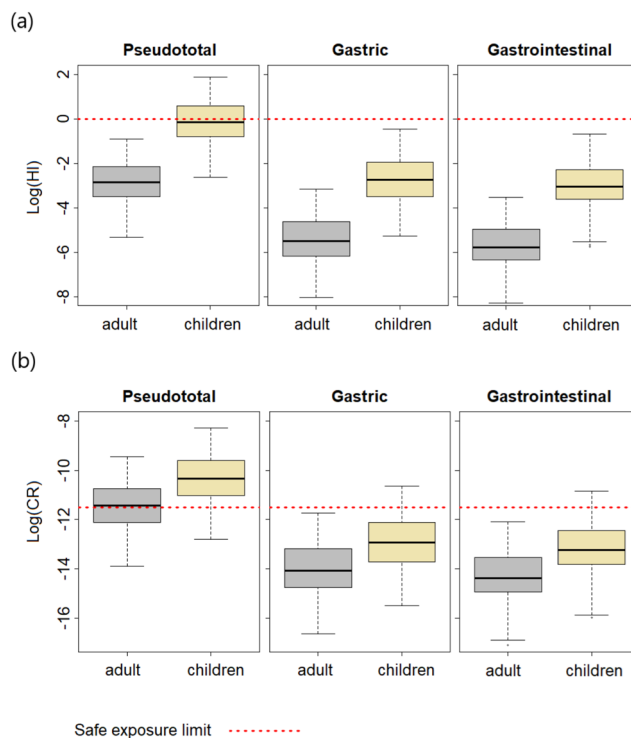 (a)
Pseudototal Gastric Gastrointestinal
Log(HI)
2
0
-2
-4
-6
-8
adult children adult children adult children
(b)
Pseudototal Gastric Gastrointestinal
Log(CR)
-8
-10
-12
-14
-16
adult children adult children adult children
Safe exposure limit